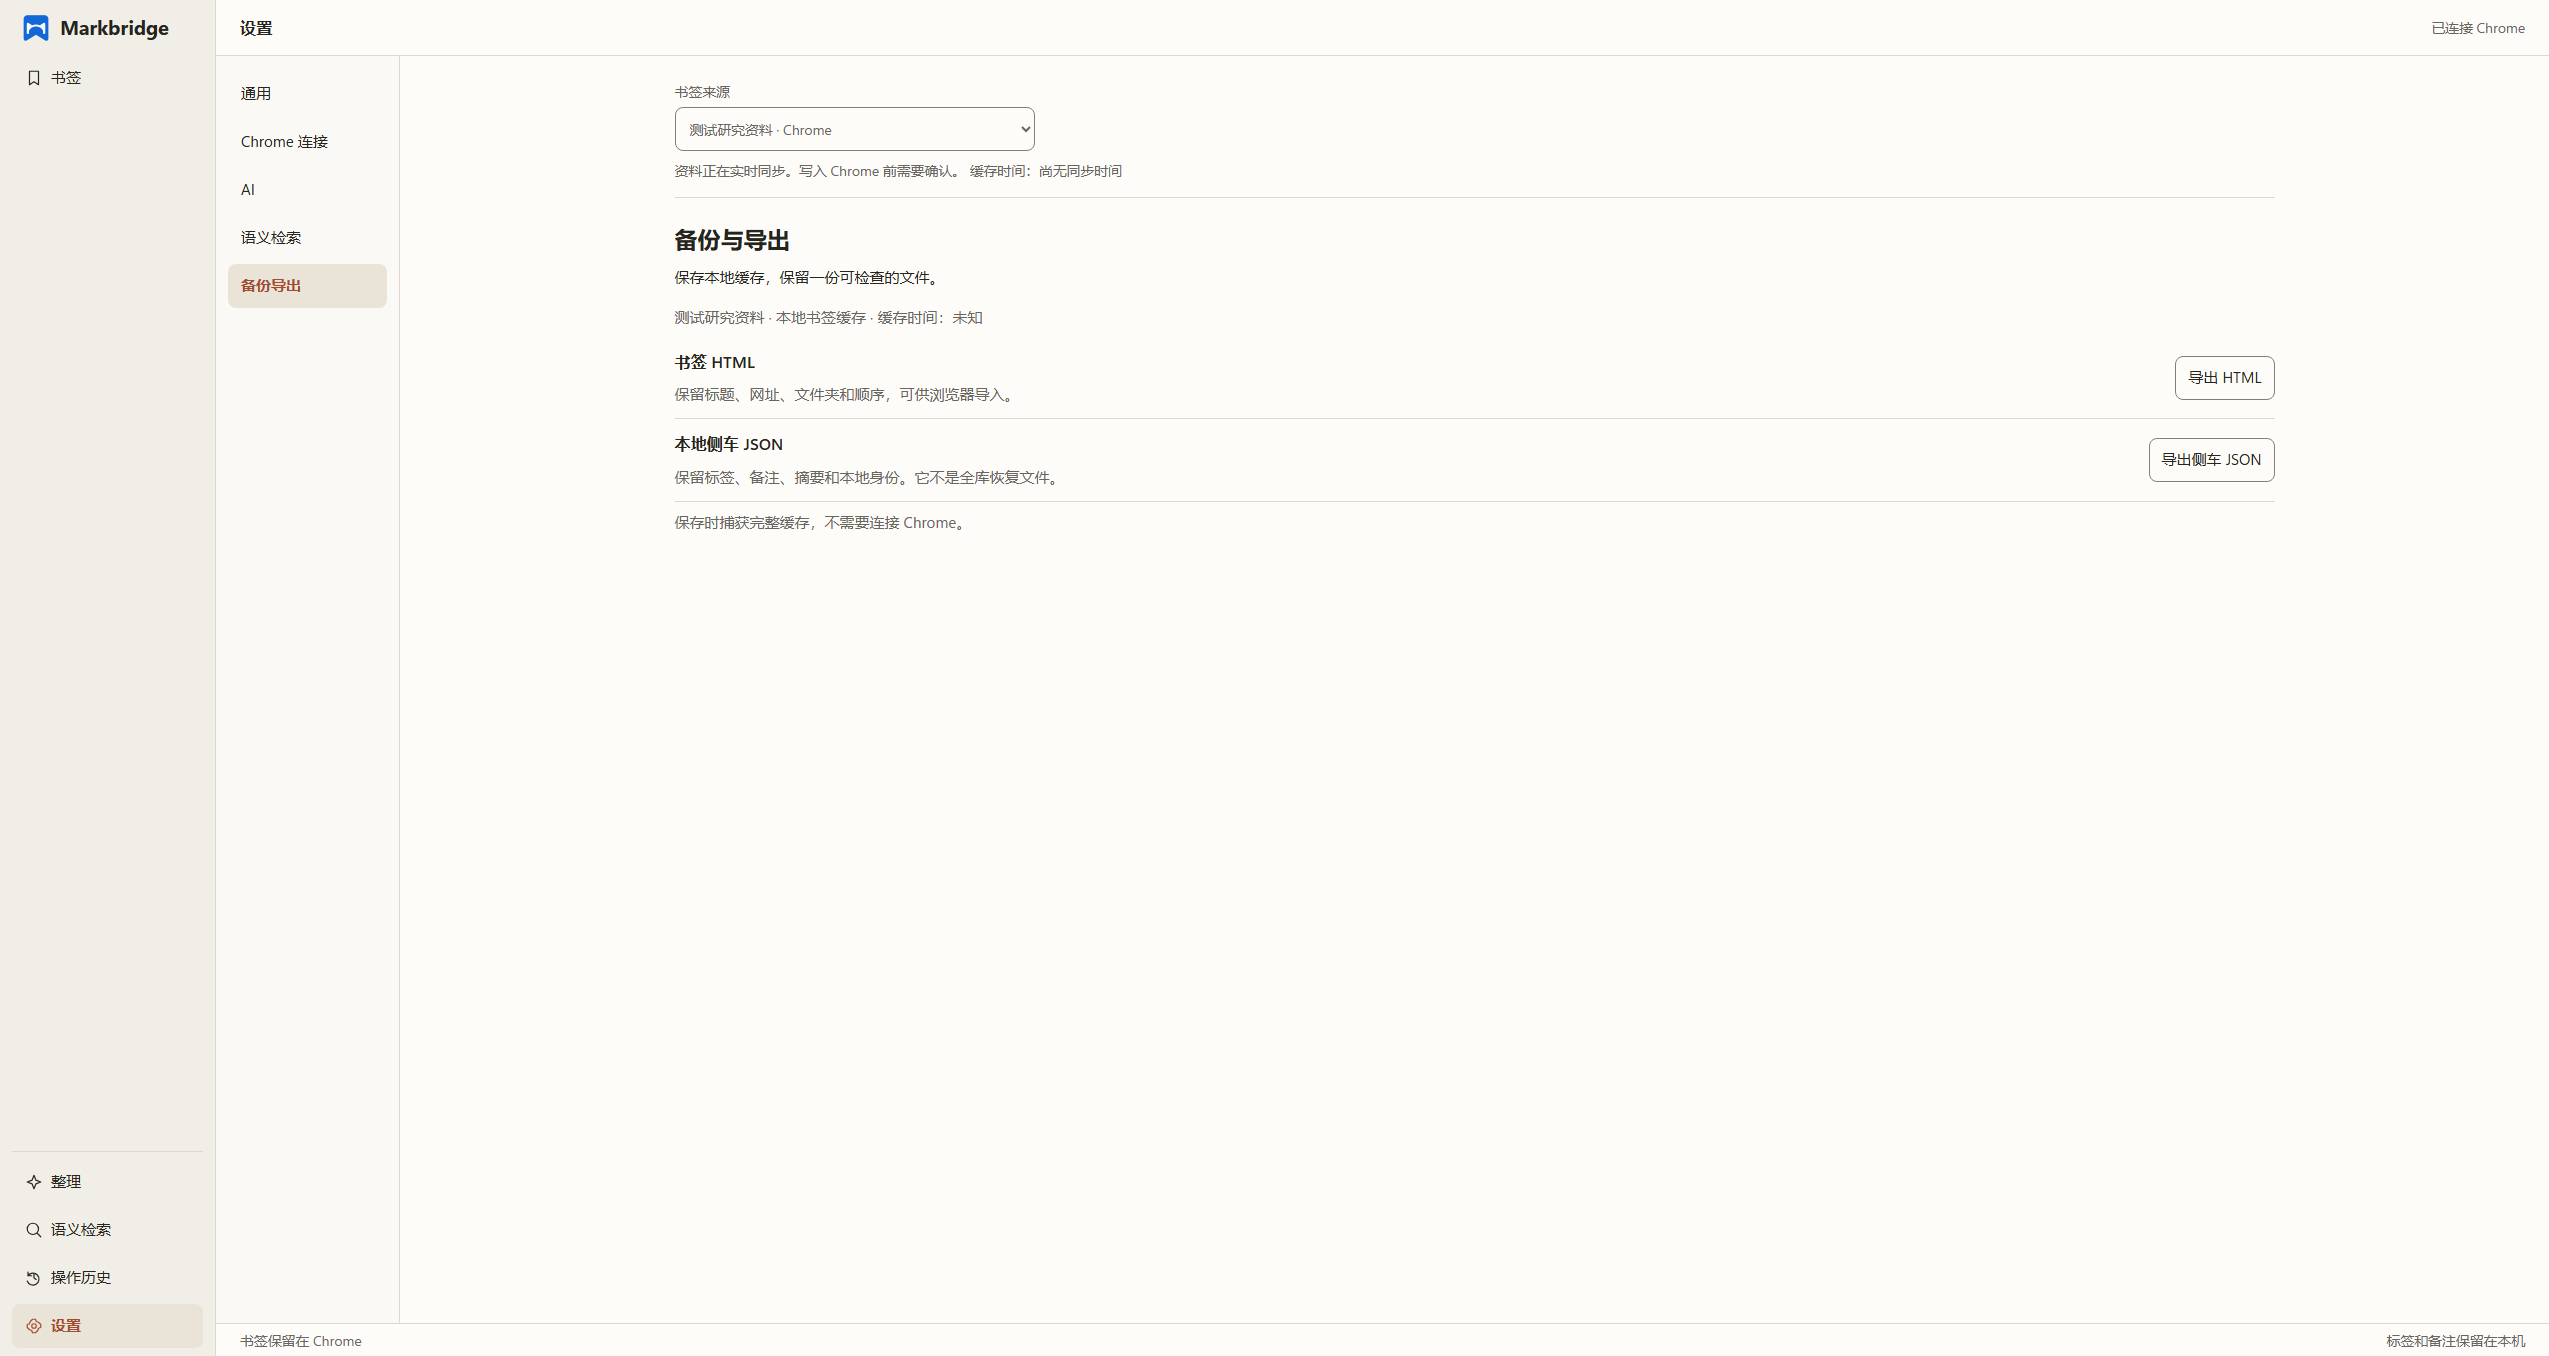 Markbridge
书签
整理
语义检索
操作历史
设置
设置
已连接 Chrome
通用
Chrome 连接
AI
语义检索
备份导出
书签来源
测试研究资料 · Chrome
资料正在实时同步。写入 Chrome 前需要确认。 缓存时间：尚无同步时间
备份与导出
保存本地缓存，保留一份可检查的文件。
测试研究资料 · 本地书签缓存 · 缓存时间：未知
书签 HTML
保留标题、网址、文件夹和顺序，可供浏览器导入。
导出 HTML
本地侧车 JSON
保留标签、备注、摘要和本地身份。它不是全库恢复文件。
导出侧车 JSON
保存时捕获完整缓存，不需要连接 Chrome。
书签保留在 Chrome
标签和备注保留在本机